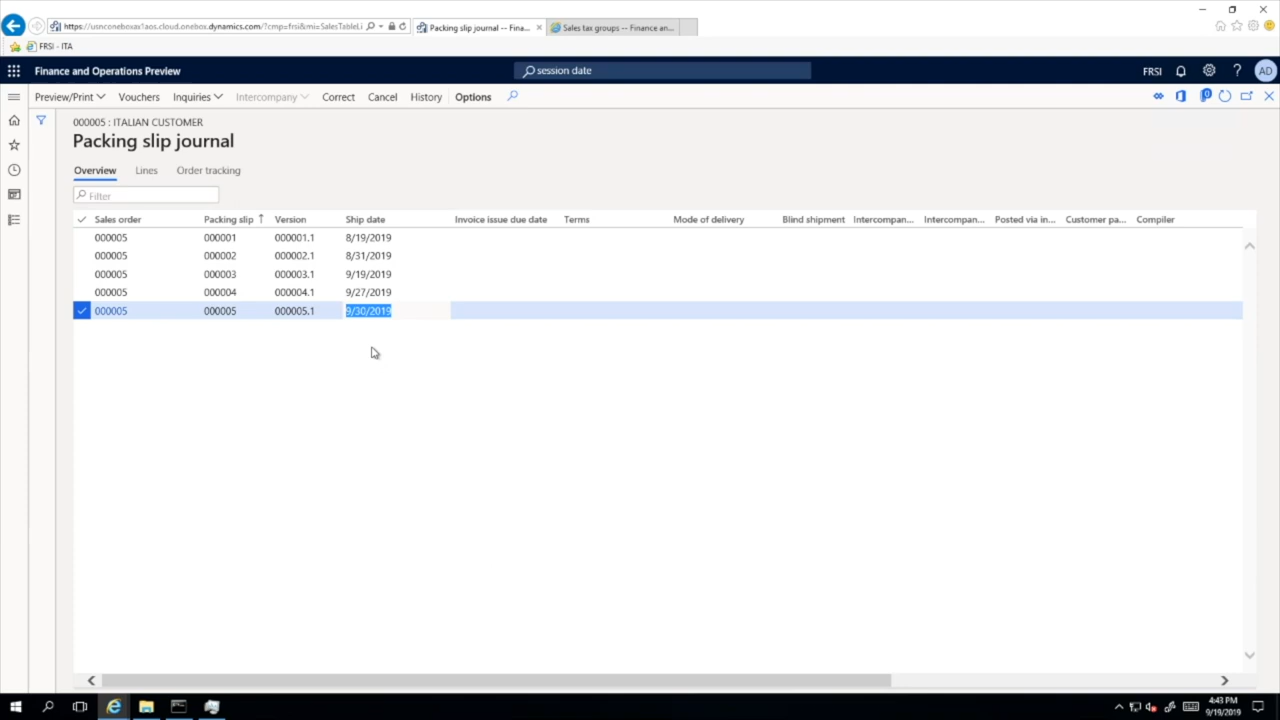 https://usnconeboxax1aos.cloud.onebox.dynamics.com/?cmp=frsi&mi=SalesTableLi
Packing slip journal -- Fina...
Sales tax groups -- Finance an...
FRSI - ITA
Finance and Operations Preview
session date
FRSI
AD
Preview/Print
Vouchers
Inquiries
Intercompany
Correct
Cancel
History
Options
0
000005 : ITALIAN CUSTOMER
Packing slip journal
Overview
Lines
Order tracking
Filter
Sales order Packing slip Version Ship date Invoice issue due date Terms Mode of delivery Blind shipment Intercompan... Intercompan... Posted via in... Customer pa... Compiler
000005 000001 000001.1 8/19/2019
000005 000002 000002.1 8/31/2019
000005 000003 000003.1 9/19/2019
000005 000004 000004.1 9/27/2019
000005 000005 000005.1 9/30/2019
4:43 PM
9/19/2019